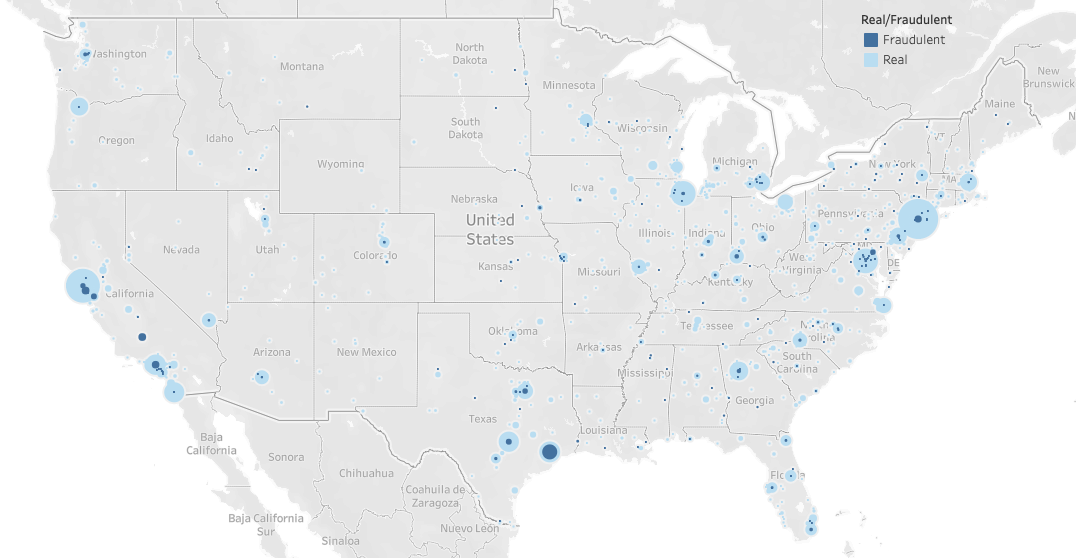 Real/Fraudulent
Fraudulent
Real
Washington
Montana
North
Dakota
Minnesota
New
Brunswick
Maine
Oregon
Idaho
South
Dakota
Wisconsin
VT
Wyoming
Michigan
New York
MA
Iowa
Nebraska
United
States
Pennsylvania
Nevada
Utah
Colorado
Kansas
Missouri
Illinois
Indiana
Ohio
West
Virginia
MD
DE
Kentucky
California
Arizona
New Mexico
Oklahoma
Arkansas
Tennessee
North
Carolina
South
Carolina
Mississippi
Georgia
Texas
Louisiana
Baja
California
Sonora
Chihuahua
Florida
Coahuila de
Zaragoza
Baja California
Sur
Sinaloa
Nuevo León